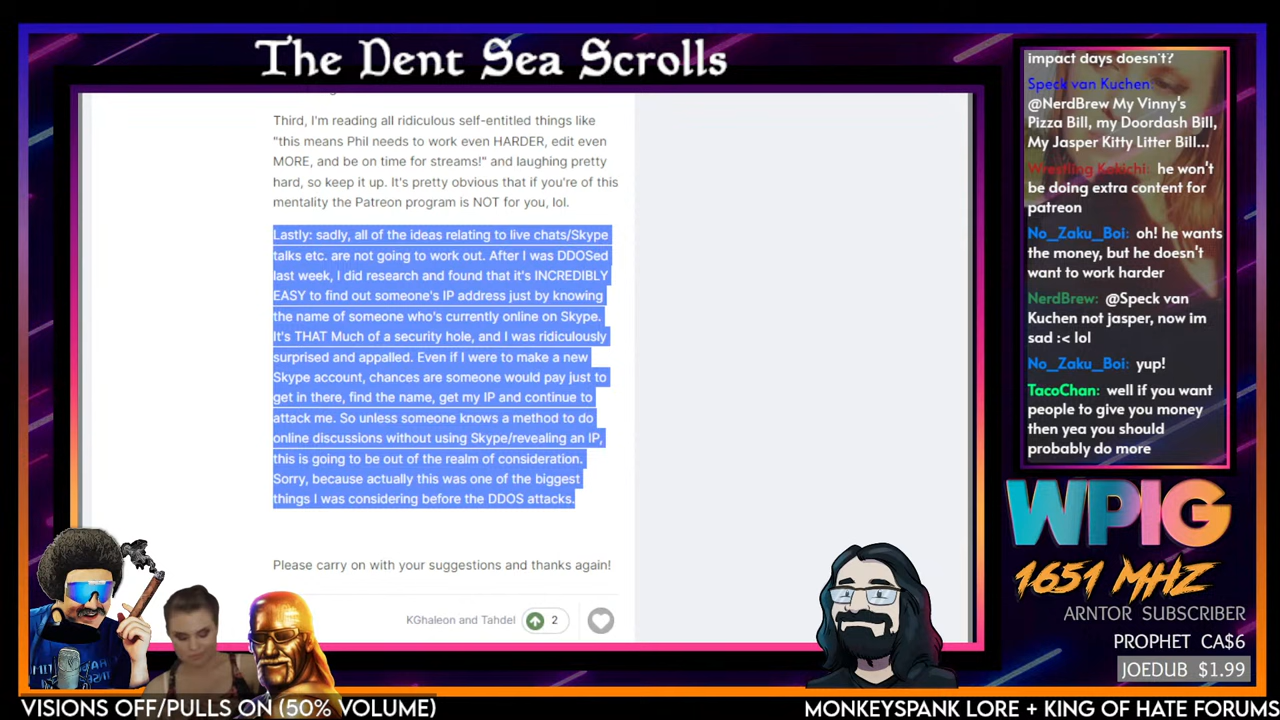 The Dent Sea Scrolls
Third, I'm reading all ridiculous self-entitled things like
"this means Phil needs to work even HARDER, edit even
MORE, and be on time for streams!" and laughing pretty
hard, so keep it up. It's pretty obvious that if you're of this
mentality the Patreon program is NOT for you, lol.
Lastly: sadly, all of the ideas relating to live chats/Skype
talks etc. are not going to work out. After I was DDOSed
last week, I did research and found that it's INCREDIBLY
EASY to find out someone's IP address just by knowing
the name of someone who's currently online on Skype.
It's THAT Much of a security hole, and I was ridiculously
surprised and appalled. Even if I were to make a new
Skype account, chances are someone would pay just to
get in there, find the name, get my IP and continue to
attack me. So unless someone knows a method to do
online discussions without using Skype/revealing an IP,
this is going to be out of the realm of consideration.
Sorry, because actually this was one of the biggest
things I was considering before the DDOS attacks.
Please carry on with your suggestions and thanks again!
KGhaleon and Tahdel 2
impact days doesn't?
Speck van Kuchen:
@NerdBrew My Vinny's
Pizza Bill, my Doordash Bill,
My Jasper Kitty Litter Bill...
Wrestling Kakichi: he won't
be doing extra content for
patreon
No_Zaku_Boi: oh! he wants
the money, but he doesn't
want to work harder
NerdBrew: @Speck van
Kuchen not jasper, now im
sad :< lol
No_Zaku_Boi: yup!
TacoChan: well if you want
people to give you money
then yea you should
probably do more
WPIG
1651 MHZ
ARNTOR SUBSCRIBER
PROPHET CA$6
JOEDUB $1.99
VISIONS OFF/PULLS ON (50% VOLUME)
MONKEYSPANK LORE + KING OF HATE FORUMS